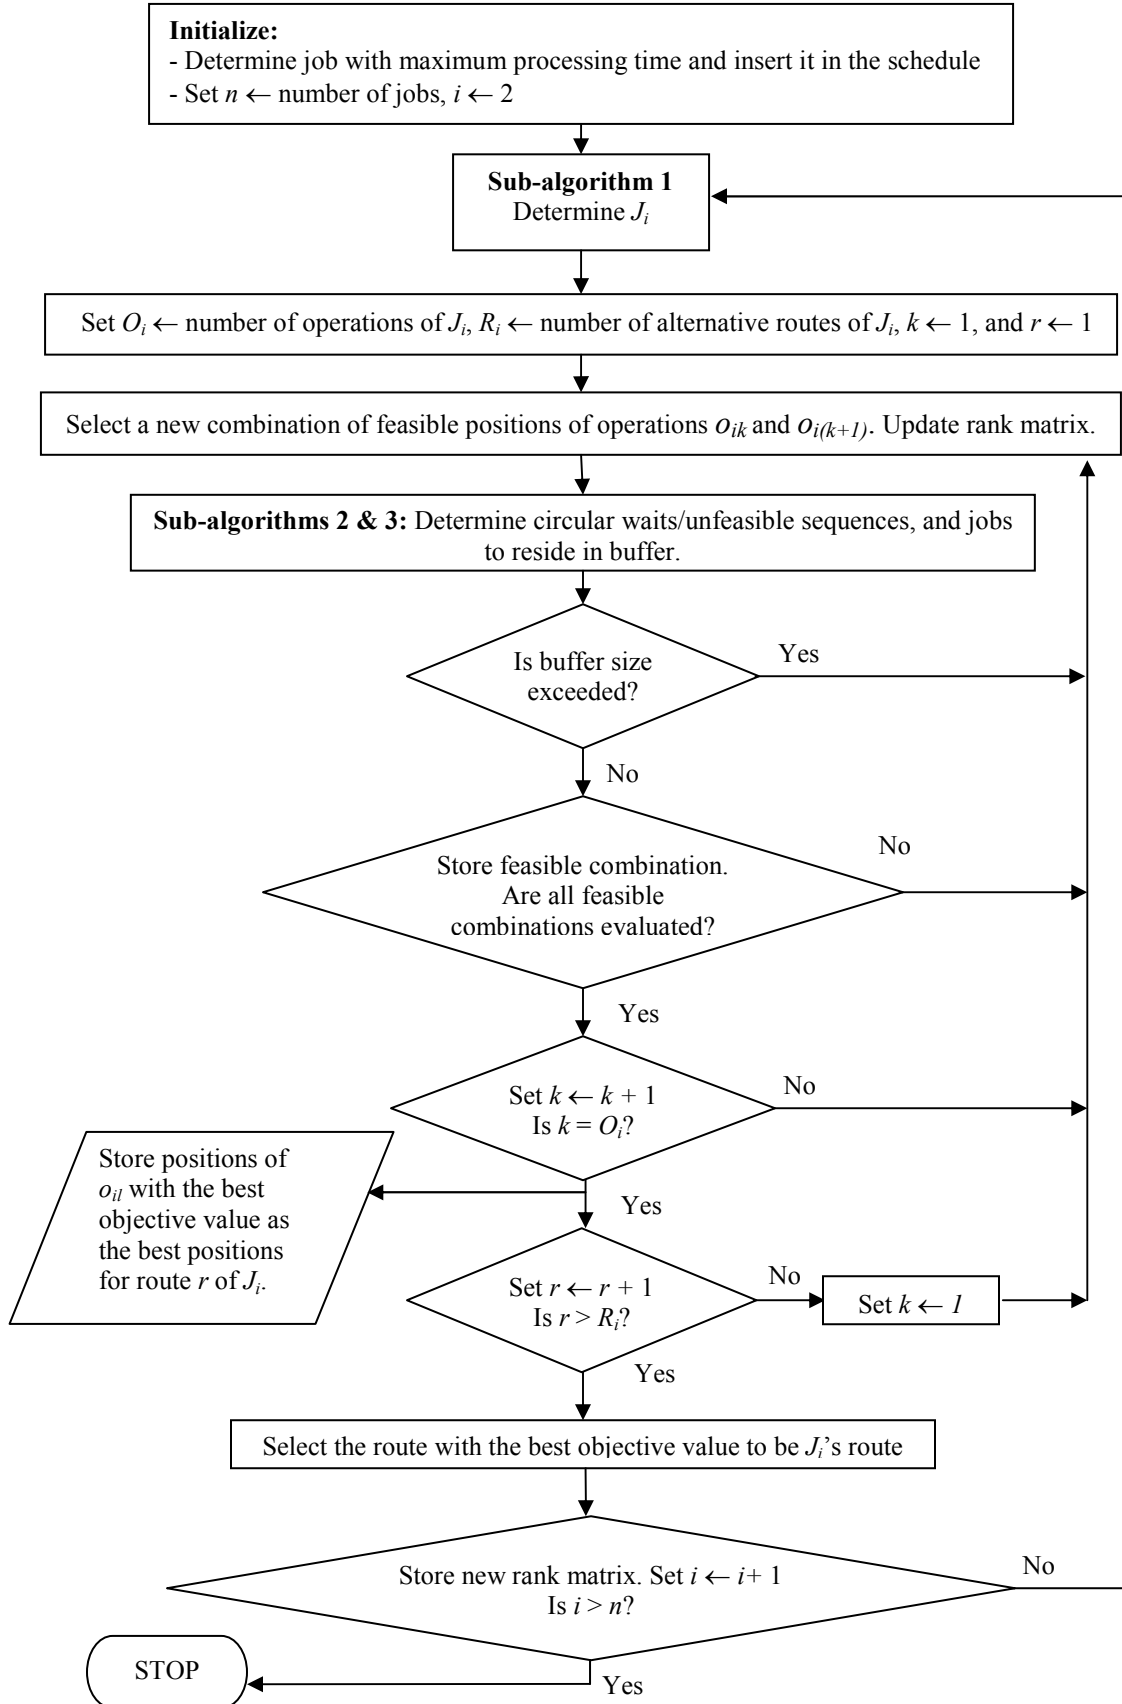 Initialize:
- Determine job with maximum processing time and insert it in the schedule
- Set n ← number of jobs, i ← 2
Sub-algorithm 1
Determine Ji
Set Oi ← number of operations of Ji, Ri ← number of alternative routes of Ji, k ← 1, and r ← 1
Select a new combination of feasible positions of operations oik and oi(k+1). Update rank matrix.
Sub-algorithms 2 & 3: Determine circular waits/unfeasible sequences, and jobs
to reside in buffer.
Is buffer size
exceeded?
Yes
No
Store feasible combination.
Are all feasible
combinations evaluated?
No
Yes
Set k ← k + 1
Is k = Oi?
No
Yes
Store positions of
oil with the best
objective value as
the best positions
for route r of Ji.
Set r ← r + 1
Is r > Ri?
No
Set k ← 1
Yes
Select the route with the best objective value to be Ji's route
Store new rank matrix. Set i ← i+ 1
Is i > n?
No
Yes
STOP